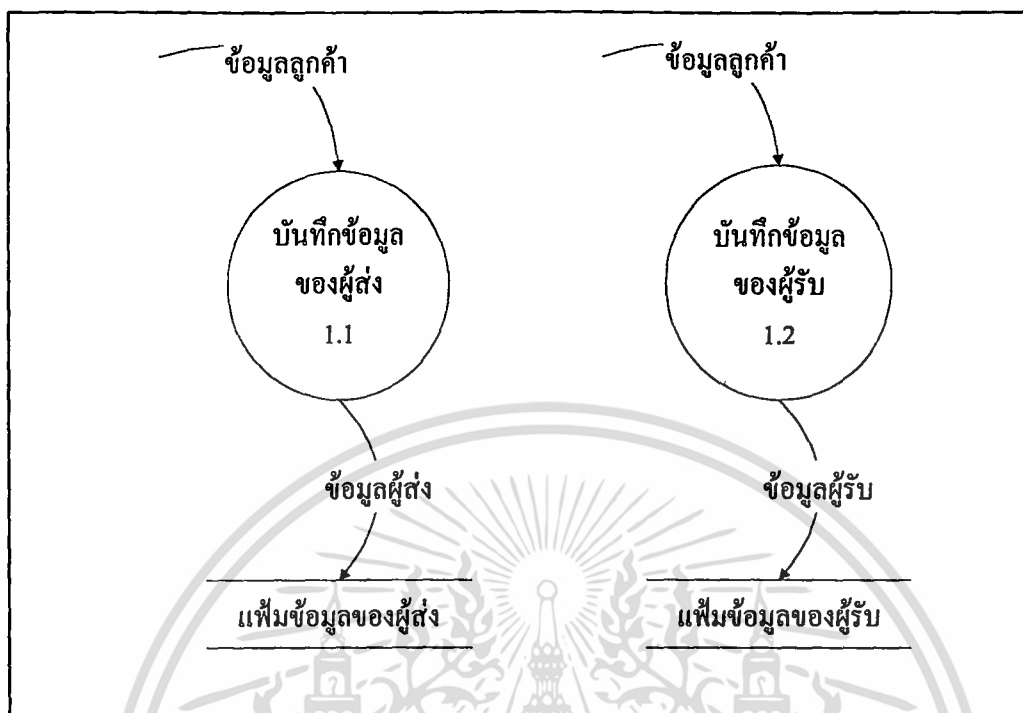 ข้อมูลลูกค้า
บันทึกข้อมูล
ของผู้ส่ง
1.1
ข้อมูลผู้ส่ง
แฟ้มข้อมูลของผู้ส่ง
ข้อมูลลูกค้า
บันทึกข้อมูล
ของผู้รับ
1.2
ข้อมูลผู้รับ
แฟ้มข้อมูลของผู้รับ